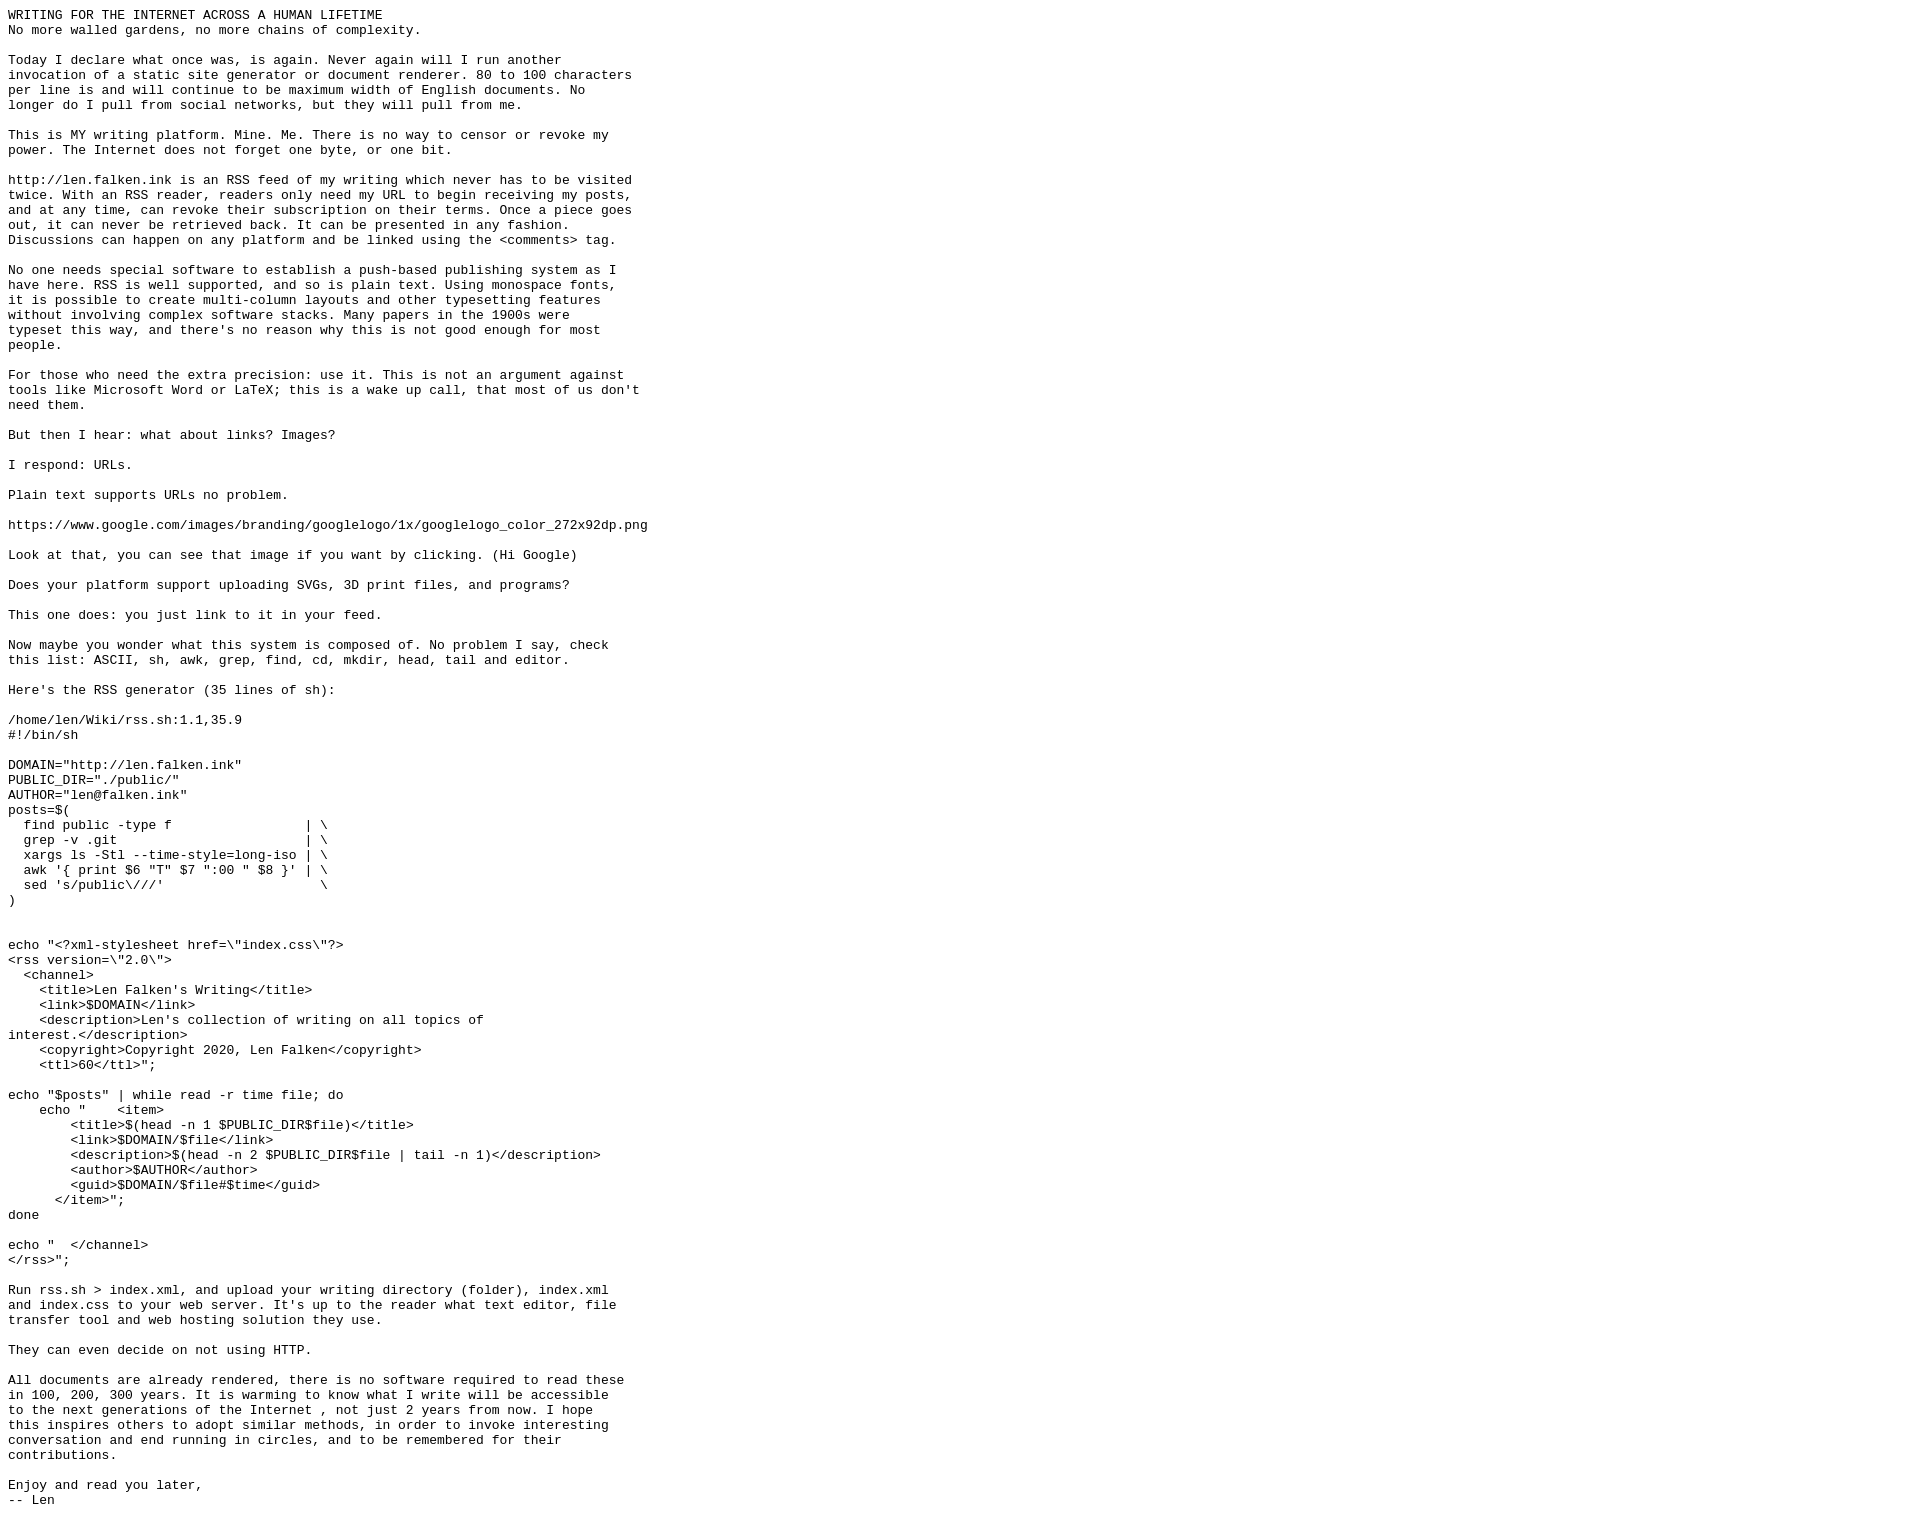 WRITING FOR THE INTERNET ACROSS A HUMAN LIFETIME
No more walled gardens, no more chains of complexity.

Today I declare what once was, is again. Never again will I run another
invocation of a static site generator or document renderer. 80 to 100 characters
per line is and will continue to be maximum width of English documents. No
longer do I pull from social networks, but they will pull from me.

This is MY writing platform. Mine. Me. There is no way to censor or revoke my
power. The Internet does not forget one byte, or one bit.

http://len.falken.ink is an RSS feed of my writing which never has to be visited
twice. With an RSS reader, readers only need my URL to begin receiving my posts,
and at any time, can revoke their subscription on their terms. Once a piece goes
out, it can never be retrieved back. It can be presented in any fashion.
Discussions can happen on any platform and be linked using the <comments> tag.

No one needs special software to establish a push-based publishing system as I
have here. RSS is well supported, and so is plain text. Using monospace fonts,
it is possible to create multi-column layouts and other typesetting features
without involving complex software stacks. Many papers in the 1900s were
typeset this way, and there's no reason why this is not good enough for most
people.

For those who need the extra precision: use it. This is not an argument against
tools like Microsoft Word or LaTeX; this is a wake up call, that most of us don't
need them.

But then I hear: what about links? Images?

I respond: URLs.

Plain text supports URLs no problem.

https://www.google.com/images/branding/googlelogo/1x/googlelogo_color_272x92dp.png

Look at that, you can see that image if you want by clicking. (Hi Google)

Does your platform support uploading SVGs, 3D print files, and programs?

This one does: you just link to it in your feed.

Now maybe you wonder what this system is composed of. No problem I say, check
this list: ASCII, sh, awk, grep, find, cd, mkdir, head, tail and editor.

Here's the RSS generator (35 lines of sh):

/home/len/Wiki/rss.sh:1.1,35.9
#!/bin/sh

DOMAIN="http://len.falken.ink"
PUBLIC_DIR="./public/"
AUTHOR="len@falken.ink"
posts=$(
  find public -type f                 | \
  grep -v .git                        | \
  xargs ls -Stl --time-style=long-iso | \
  awk '{ print $6 "T" $7 ":00 " $8 }' | \
  sed 's/public\///'                    \
)


echo "<?xml-stylesheet href=\"index.css\"?>
<rss version=\"2.0\">
  <channel>
    <title>Len Falken's Writing</title>
    <link>$DOMAIN</link>
    <description>Len's collection of writing on all topics of
interest.</description>
    <copyright>Copyright 2020, Len Falken</copyright>
    <ttl>60</ttl>";

echo "$posts" | while read -r time file; do
    echo "    <item>
        <title>$(head -n 1 $PUBLIC_DIR$file)</title>
        <link>$DOMAIN/$file</link>
        <description>$(head -n 2 $PUBLIC_DIR$file | tail -n 1)</description>
        <author>$AUTHOR</author>
        <guid>$DOMAIN/$file#$time</guid>
      </item>";
done

echo "  </channel>
</rss>";

Run rss.sh > index.xml, and upload your writing directory (folder), index.xml
and index.css to your web server. It's up to the reader what text editor, file
transfer tool and web hosting solution they use.

They can even decide on not using HTTP.

All documents are already rendered, there is no software required to read these
in 100, 200, 300 years. It is warming to know what I write will be accessible
to the next generations of the Internet , not just 2 years from now. I hope
this inspires others to adopt similar methods, in order to invoke interesting
conversation and end running in circles, and to be remembered for their
contributions.

Enjoy and read you later,
-- Len